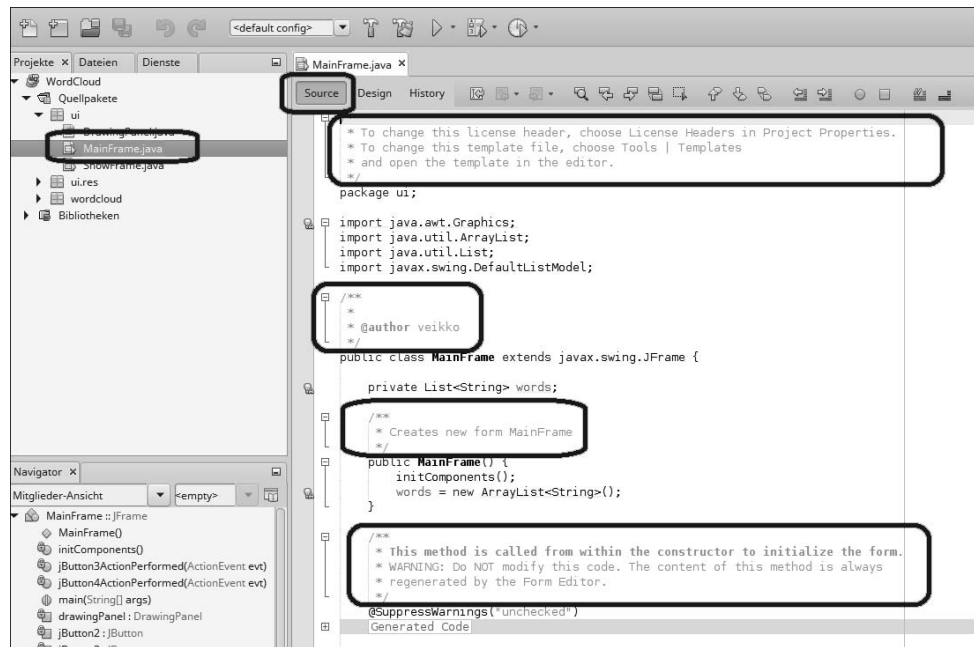 <default config>
Projekte × Dateien Dienste
WordCloud
Quellpakete
ui
DrawingPanel.java
MainFrame.java
ShowFrame.java
ui.res
wordcloud
Bibliotheken
Navigator ×
Mitglieder-Ansicht <empty>
MainFrame :: JFrame
MainFrame()
initComponents()
jButton3ActionPerformed(ActionEvent evt)
jButton4ActionPerformed(ActionEvent evt)
main(String[] args)
drawingPanel : DrawingPanel
jButton2 : JButton
MainFrame.java ×
Source Design History
* To change this license header, choose License Headers in Project Properties.
* To change this template file, choose Tools | Templates
* and open the template in the editor.
*/
package ui;
import java.awt.Graphics;
import java.util.ArrayList;
import java.util.List;
import javax.swing.DefaultListModel;
/**
*
* @author veikko
*/
public class MainFrame extends javax.swing.JFrame {
private List<String> words;
/**
* Creates new form MainFrame
*/
public MainFrame() {
initComponents();
words = new ArrayList<String>();
}
/**
* This method is called from within the constructor to initialize the form.
* WARNING: Do NOT modify this code. The content of this method is always
* regenerated by the Form Editor.
*/
@SuppressWarnings("unchecked")
Generated Code